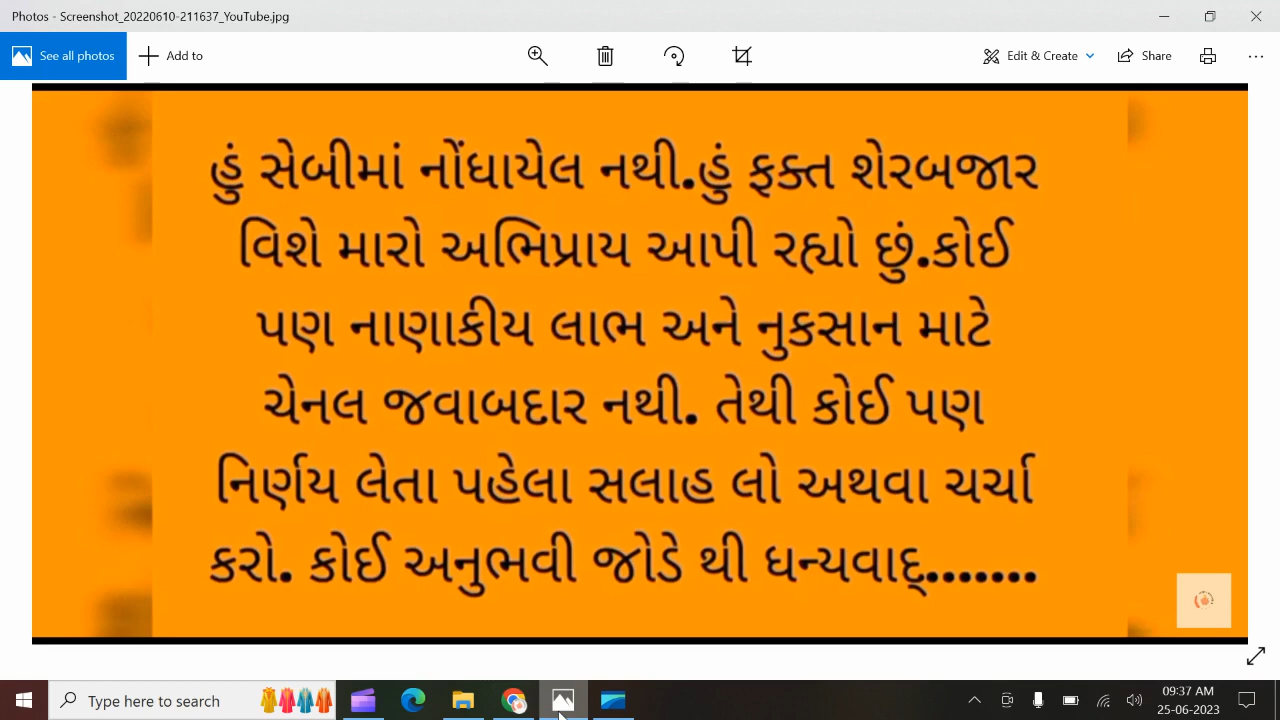 Photos - Screenshot_20220610-211637_YouTube.jpg
See all photos
Add to
Edit & Create
Share
હું સેબીમાં નોંધાયેલ નથી.હું ફક્ત શેરબજાર
વિશે મારો અભિપ્રાય આપી રહ્યો છું.કોઈ
પણ નાણાકીય લાભ અને નુકસાન માટે
ચેનલ જવાબદાર નથી. તેથી કોઈ પણ
નિર્ણય લેતા પહેલા સલાહ લો અથવા ચર્ચા
કરો. કોઈ અનુભવી જોડે થી ધન્યવાદ્.......
Type here to search
09:37 AM
25-06-2023